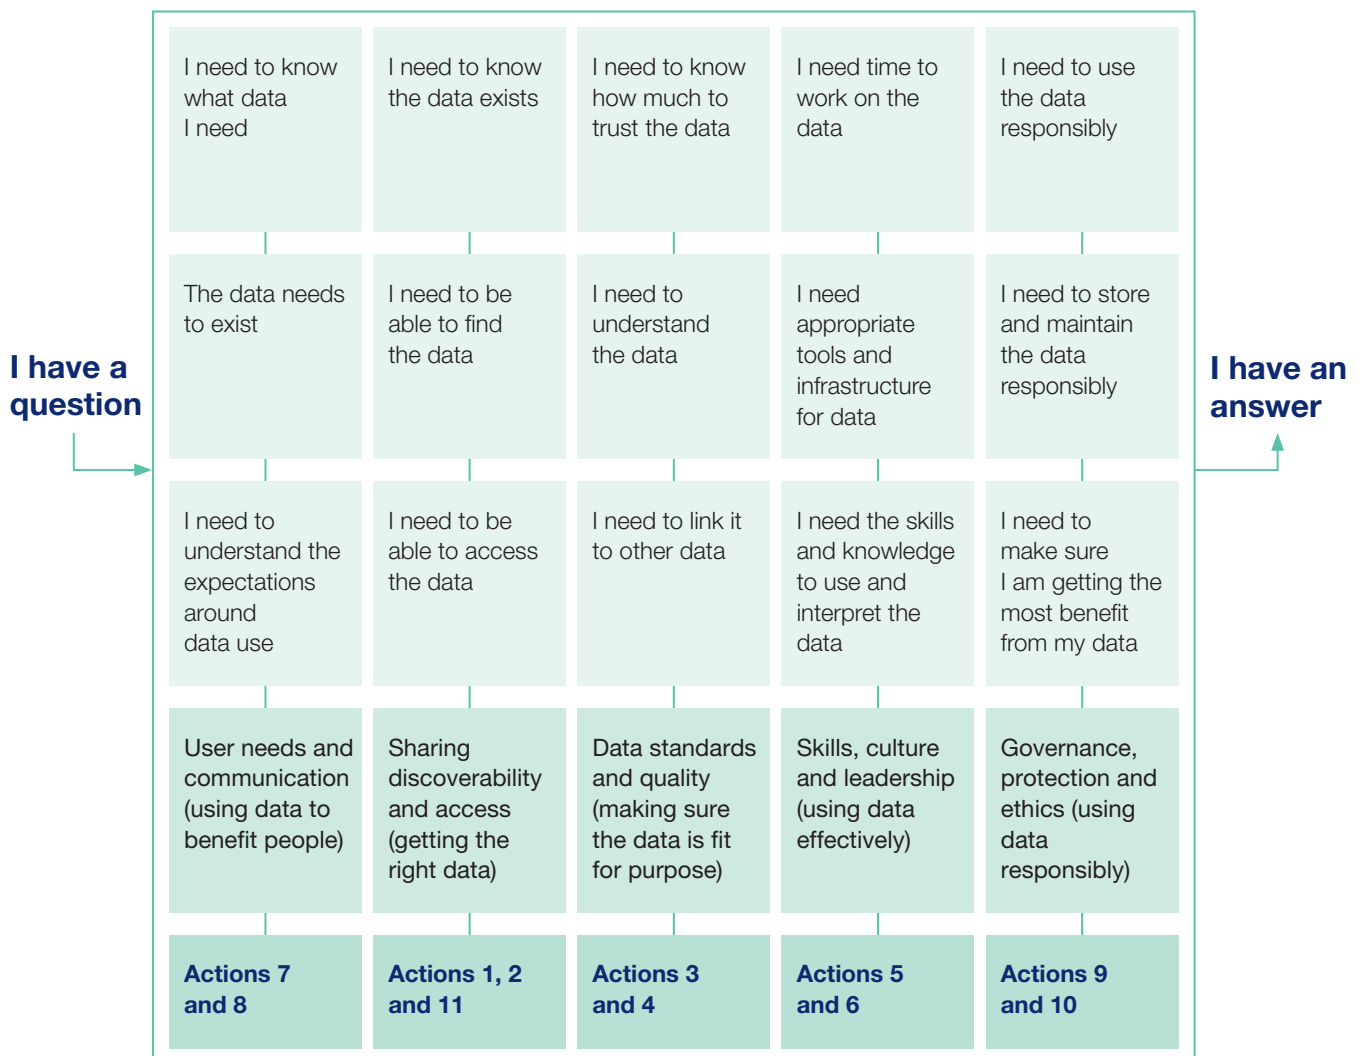 I have a
question
I need to know
what data
I need
I need to know
the data exists
I need to know
how much to
trust the data
I need time to
work on the
data
I need to use
the data
responsibly
The data needs
to exist
I need to be
able to find
the data
I need to
understand
the data
I need
appropriate
tools and
infrastructure
for data
I need to store
and maintain
the data
responsibly
I need to
understand the
expectations
around
data use
I need to be
able to access
the data
I need to link it
to other data
I need the skills
and knowledge
to use and
interpret the
data
I need to
make sure
I am getting the
most benefit
from my data
User needs and
communication
(using data to
benefit people)
Sharing
discoverability
and access
(getting the
right data)
Data standards
and quality
(making sure
the data is fit
for purpose)
Skills, culture
and leadership
(using data
effectively)
Governance,
protection and
ethics (using
data
responsibly)
Actions 7
and 8
Actions 1, 2
and 11
Actions 3
and 4
Actions 5
and 6
Actions 9
and 10
I have an
answer